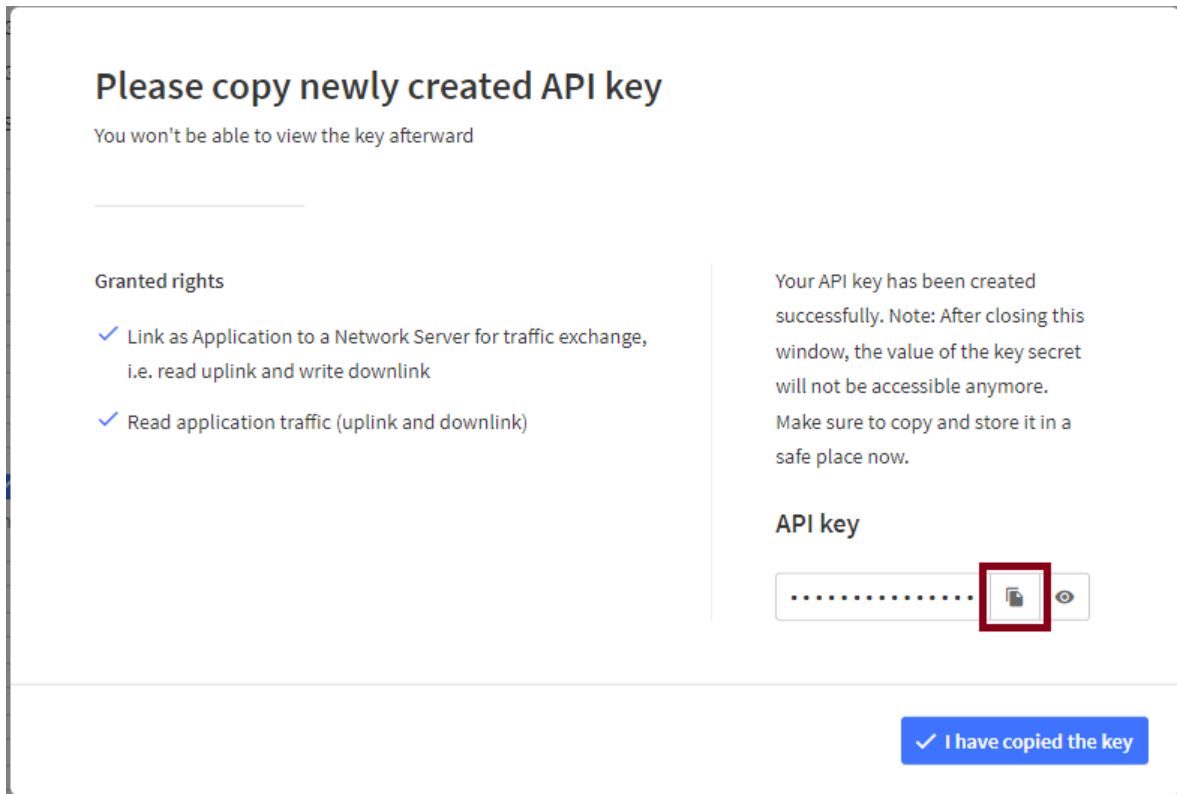 Please copy newly created API key
You won't be able to view the key afterward
Granted rights
Link as Application to a Network Server for traffic exchange,
i.e. read uplink and write downlink
Read application traffic (uplink and downlink)
Your API key has been created
successfully. Note: After closing this
window, the value of the key secret
will not be accessible anymore.
Make sure to copy and store it in a
safe place now.
API key
•••••••••••••••
I have copied the key